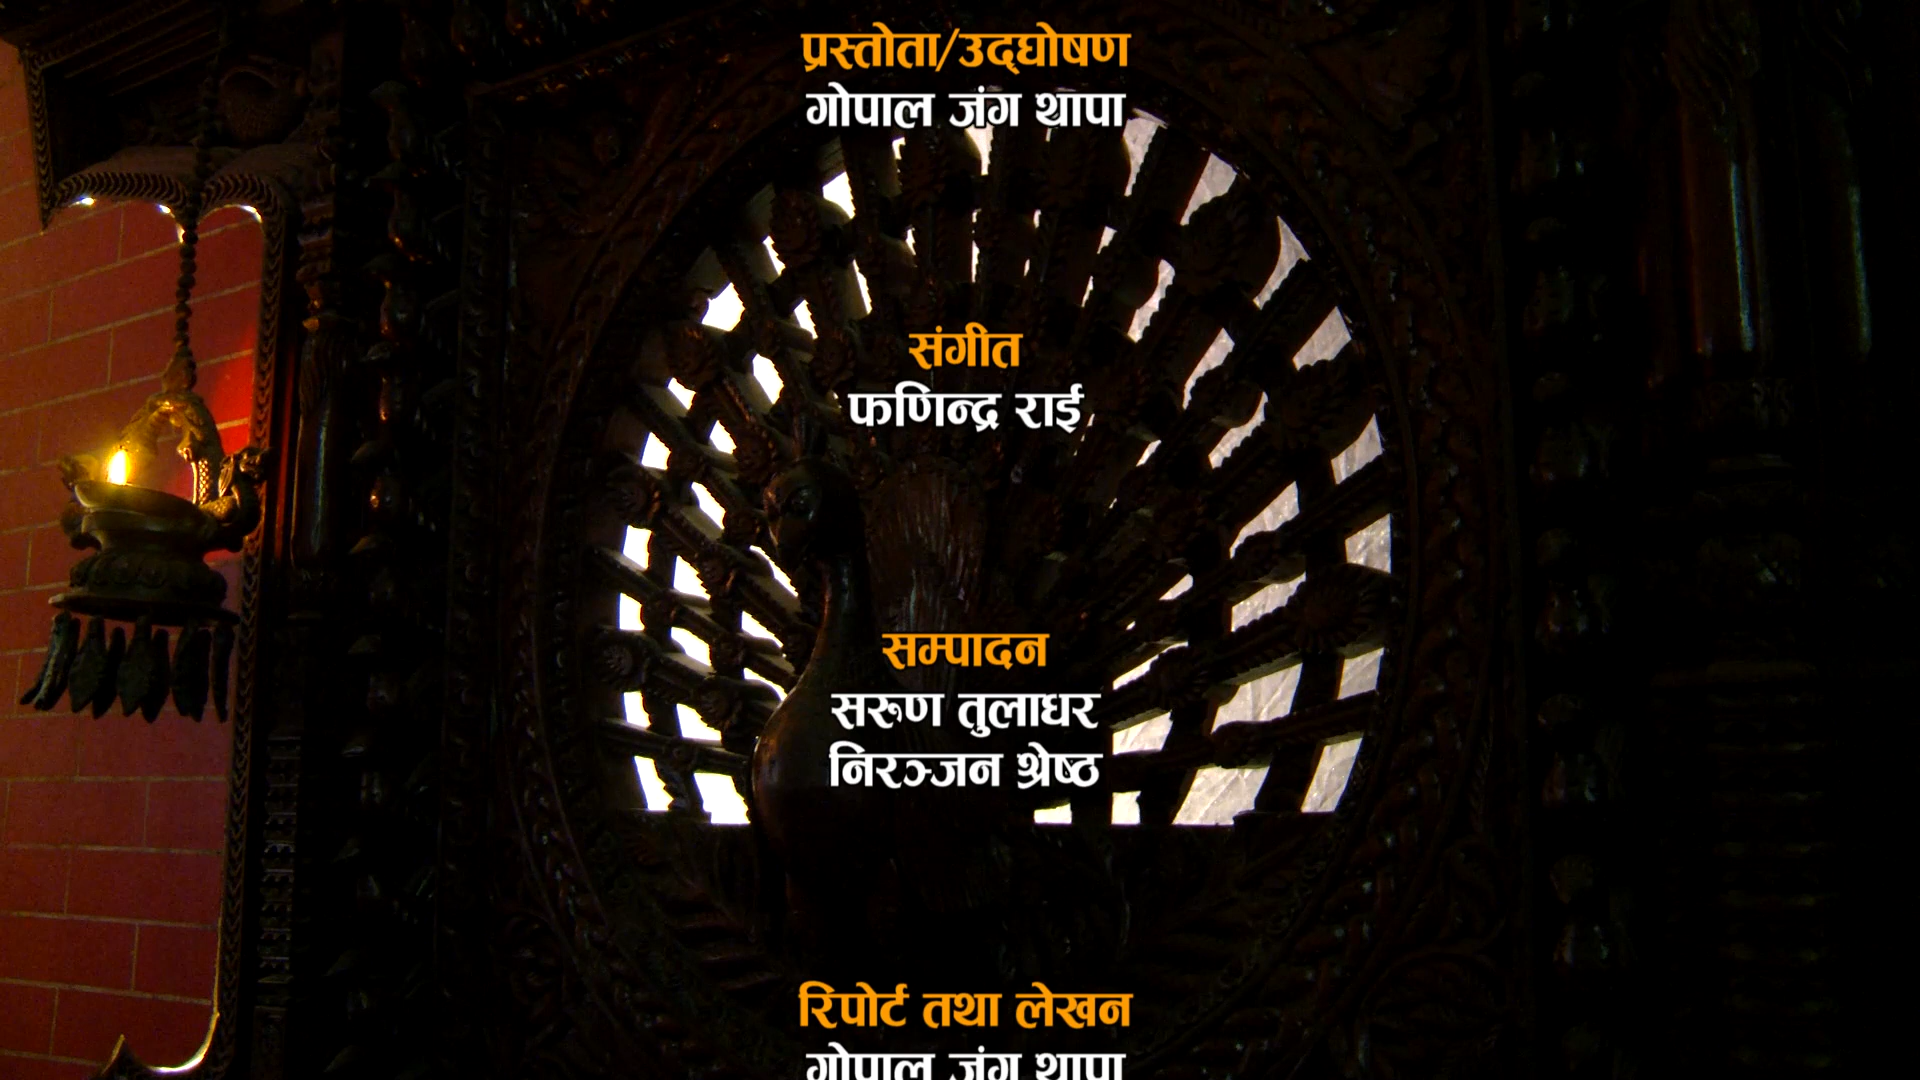 प्रस्तोता/उद्घोषण
गोपाल जंग थापा
संगीत
फणिन्द्र राई
सम्पादन
सरुण तुलाधर
निरञ्जन श्रेष्ठ
रिपोर्ट तथा लेखन
गोपाल जंग थापा